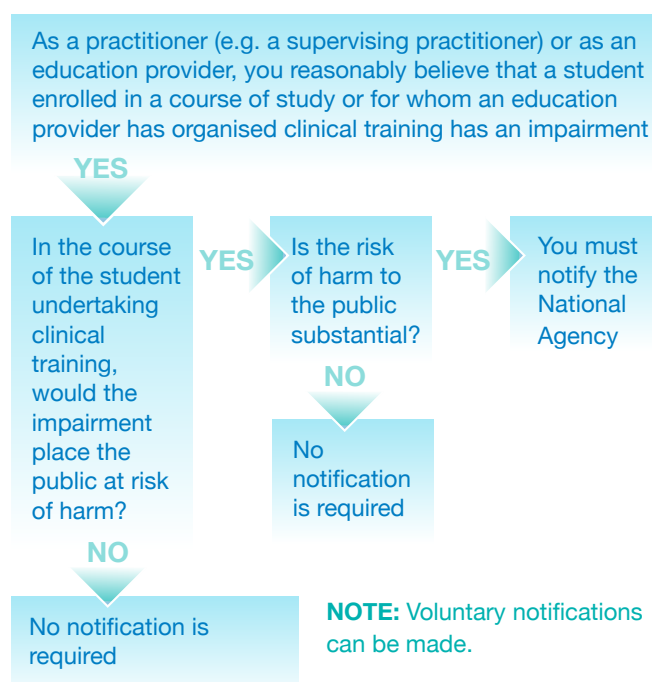 As a practitioner (e.g. a supervising practitioner) or as an
education provider, you reasonably believe that a student
enrolled in a course of study or for whom an education
provider has organised clinical training has an impairment
YES
In the course
of the student
undertaking
clinical
training,
would the
impairment
place the
public at risk
of harm?
YES
Is the risk
of harm to
the public
substantial?
YES
You must
notify the
National
Agency
NO
No
notification
is required
NO
No notification is
required
NOTE: Voluntary notifications
can be made.